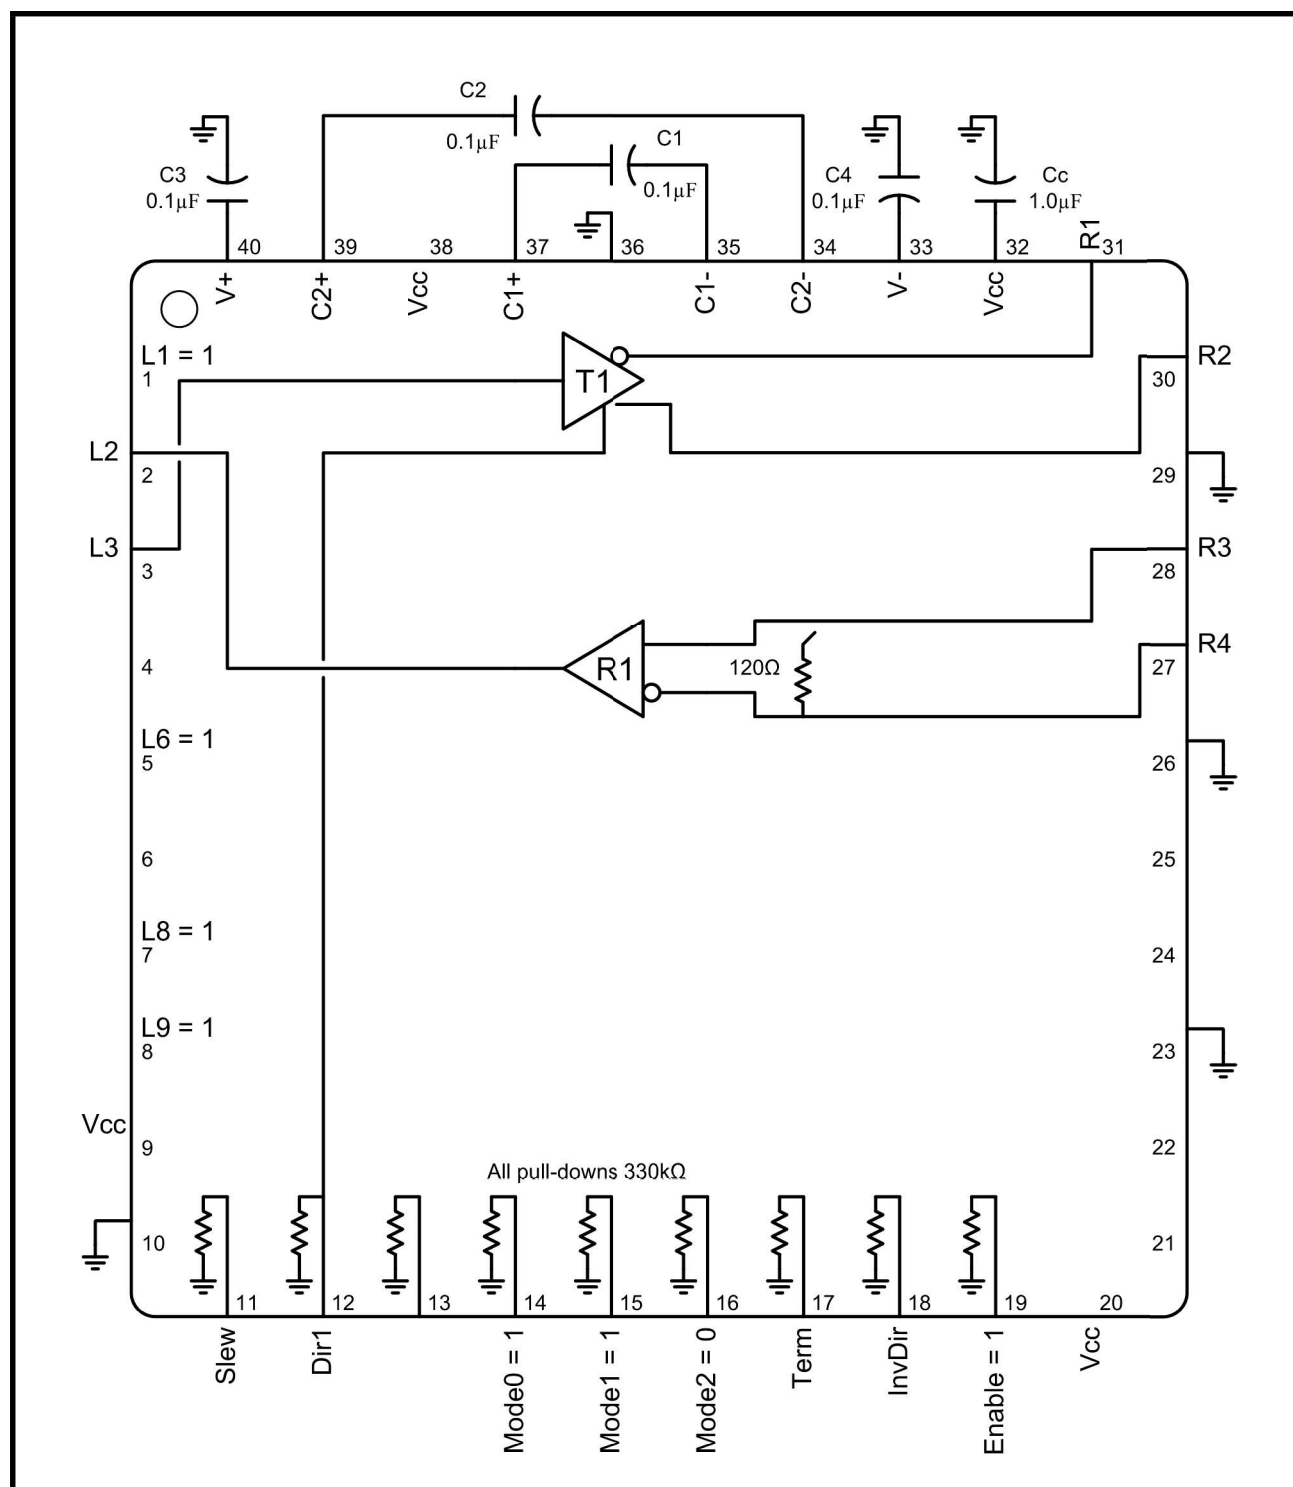 C2
0.1µF
C1
0.1µF
C3
0.1µF
C4
0.1µF
Cc
1.0µF
R1
40
39
38
37
36
35
34
33
32
31
V+
C2+
Vcc
C1+
C1-
C2-
V-
Vcc
L1 = 1
1
T1
R2
30
L2
2
29
L3
3
R3
28
4
R1
120Ω
R4
27
L6 = 1
5
26
6
25
L8 = 1
7
24
L9 = 1
8
23
Vcc
9
22
All pull-downs 330kΩ
10
21
11
12
13
14
15
16
17
18
19
20
Slew
Dir1
Mode0 = 1
Mode1 = 1
Mode2 = 0
Term
InvDir
Enable = 1
Vcc